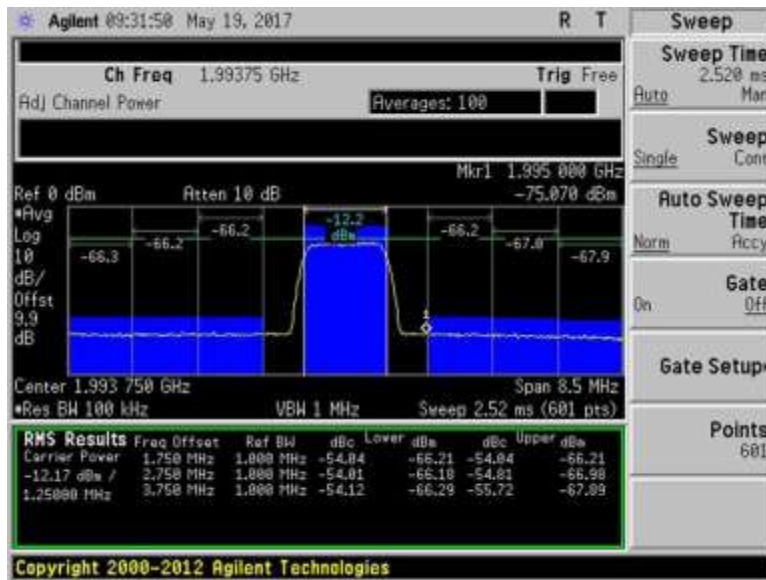 Agilent 09:31:50 May 19, 2017 R T
Sweep
Ch Freq 1.99375 GHz Trig Free
Adj Channel Power Averages: 100
Mkr1 1.995 000 GHz
Ref 0 dBm Atten 10 dB -75.070 dBm
*Avg
Log
10
dB/
Offst
9.9
dB
-66.3 -66.2 -66.2 -12.2 dBm -66.2 -67.0 -67.9
1
Center 1.993 750 GHz Span 8.5 MHz
*Res BW 100 kHz VBW 1 MHz Sweep 2.52 ms (601 pts)
RMS Results Freq Offset Ref BW dBc Lower dBm dBc Upper dBm
Carrier Power 1.750 MHz 1.000 MHz -54.04 -66.21 -54.04 -66.21
-12.17 dBm / 2.750 MHz 1.000 MHz -54.01 -66.18 -54.81 -66.98
1.25000 MHz 3.750 MHz 1.000 MHz -54.12 -66.29 -55.72 -67.89
Copyright 2000-2012 Agilent Technologies
Sweep Time
2.520 ms
Auto Man
Sweep
Single Cont
Auto Sweep
Time
Norm Accy
Gate
On Off
Gate Setup
Points
601